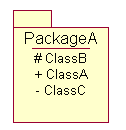 PackageA
# ClassB
+ ClassA
- ClassC